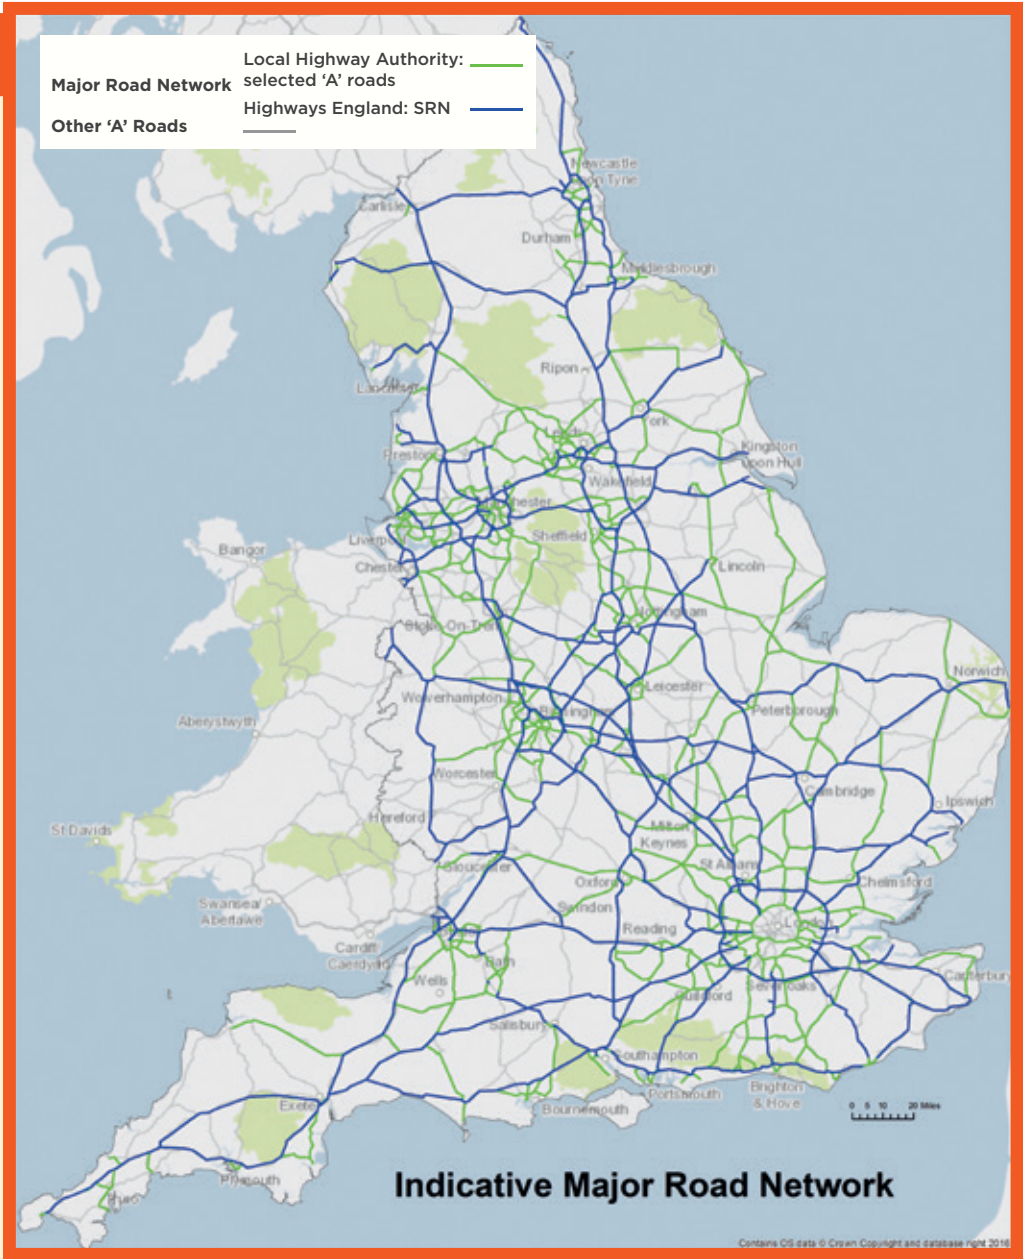 Local Highway Authority:
Major Road Network selected ‘A’ roads
Highways England: SRN
Other ‘A’ Roads
Newcastle
Upon Tyne
Carlisle
Durham
Middlesbrough
Ripon
Lancaster
York
Leeds
Kingston
upon Hull
Preston
Wakefield
Manchester
Liverpool
Sheffield
Bangor
Chester
Lincoln
Nottingham
Stoke-On-Trent
Norwich
Leicester
Wolverhampton
Birmingham
Peterborough
Aberystwyth
Worcester
Cambridge
Ipswich
Hereford
St Davids
Milton
Keynes
Gloucester
St Albans
Oxford
Chelmsford
Swansea/
Abertawe
Swindon
London
Reading
Cardiff
Caerdydd
Bath
Wells
Canterbury
Guildford
Sevenoaks
Salisbury
Southampton
Exeter
Portsmouth
Brighton
& Hove
Bournemouth
0 5 10 20 Miles
Plymouth
Truro
Indicative Major Road Network
Contains OS data © Crown Copyright and database right 2016